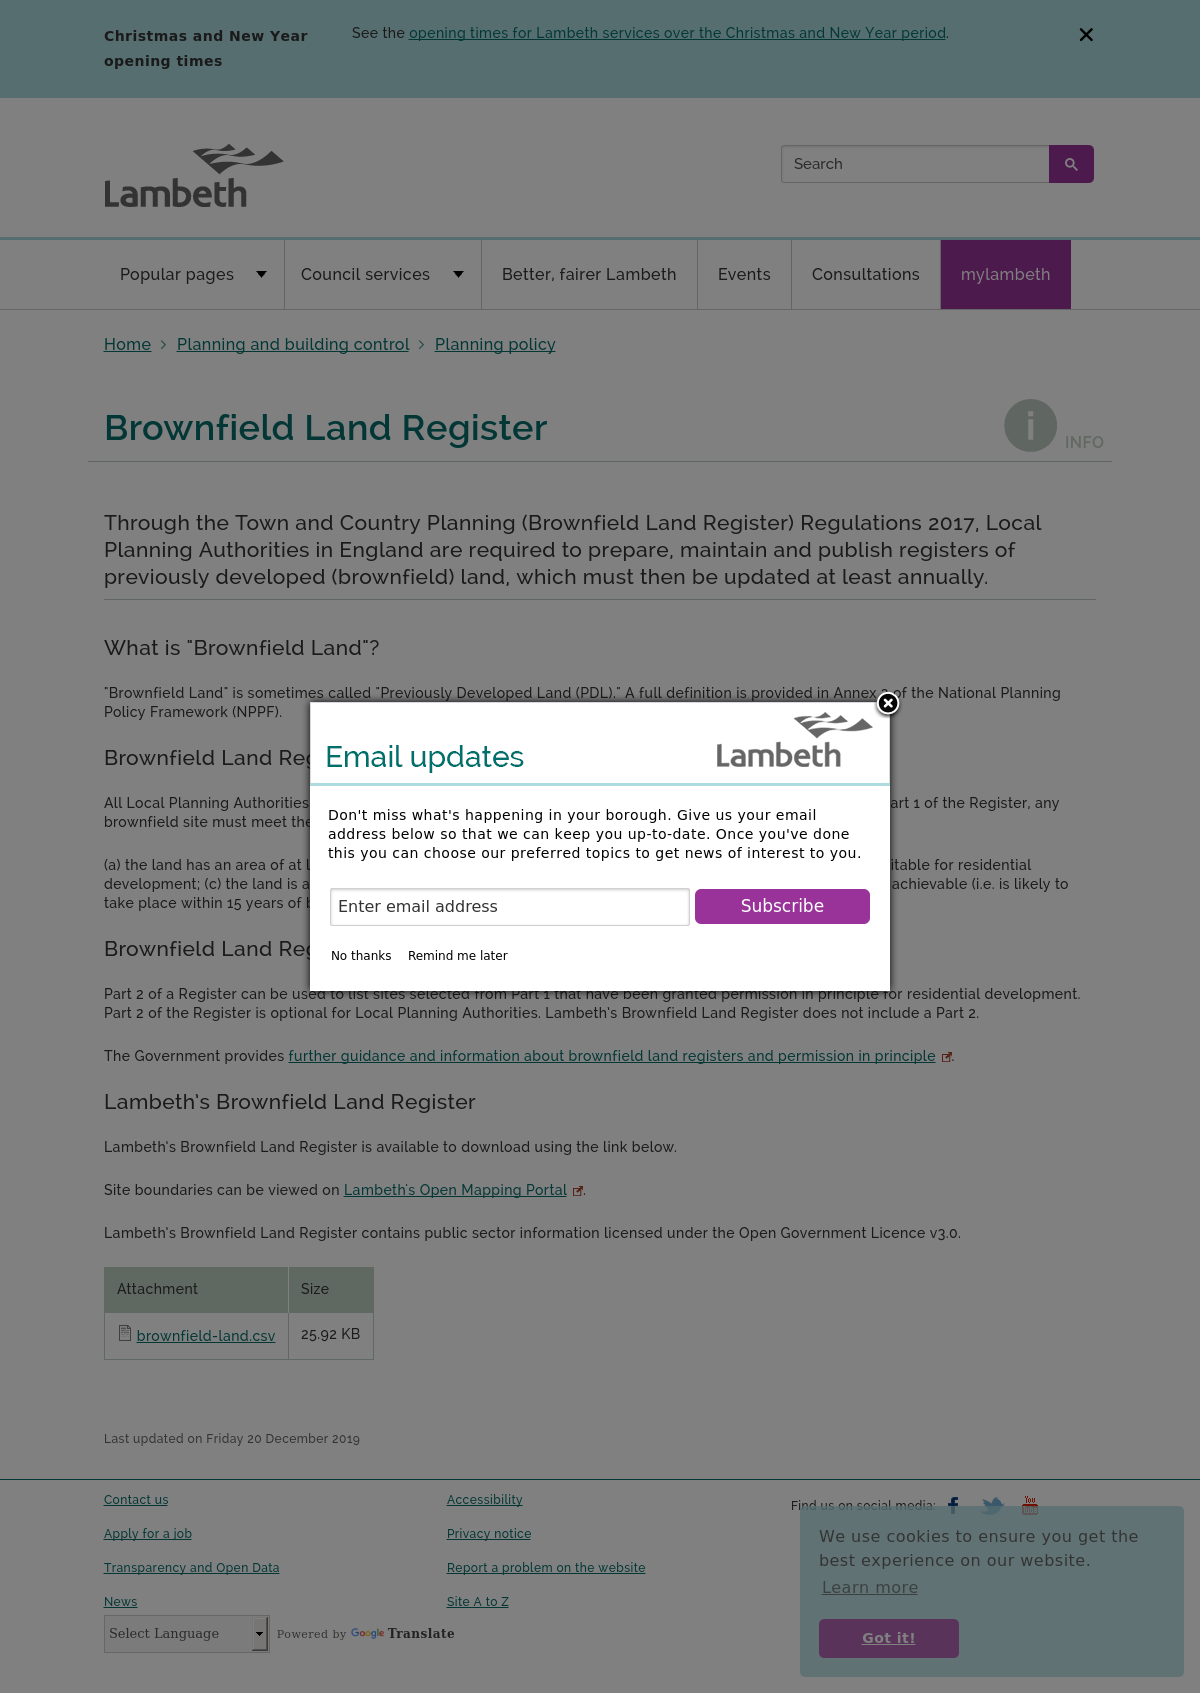 Christmas and New Year
opening times
See the opening times for Lambeth services over the Christmas and New Year period.
Lambeth
Search
Popular pages
Council services
Better, fairer Lambeth
Events
Consultations
mylambeth
Home > Planning and building control > Planning policy
Brownfield Land Register
i INFO
Through the Town and Country Planning (Brownfield Land Register) Regulations 2017, Local
Planning Authorities in England are required to prepare, maintain and publish registers of
previously developed (brownfield) land, which must then be updated at least annually.
What is "Brownfield Land"?
"Brownfield Land" is sometimes called "Previously Developed Land (PDL)." A full definition is provided in Annex 2 of the National Planning
Policy Framework (NPPF).
Brownfield Land
All Local Planning Authorities 1 of the Register, any
brownfield site must meet
(a) the land has an area of at for residential
development; (c) the land is achievable (i.e. is likely to
take place within 15 years of
Brownfield Land
Email updates
Lambeth
Don't miss what's happening in your borough. Give us your email
address below so that we can keep you up-to-date. Once you've done
this you can choose our preferred topics to get news of interest to you.
Enter email address
Subscribe
No thanks
Remind me later
Part 2 of a Register can be used to list sites selected from Part 1 that have been granted permission in principle for residential development.
Part 2 of the Register is optional for Local Planning Authorities. Lambeth's Brownfield Land Register does not include a Part 2.
The Government provides further guidance and information about brownfield land registers and permission in principle.
Lambeth's Brownfield Land Register
Lambeth's Brownfield Land Register is available to download using the link below.
Site boundaries can be viewed on Lambeth's Open Mapping Portal.
Lambeth's Brownfield Land Register contains public sector information licensed under the Open Government Licence v3.0.
Attachment Size
brownfield-land.csv 25.92 KB
Last updated on Friday 20 December 2019
Contact us
Apply for a job
Transparency and Open Data
News
Accessibility
Privacy notice
Report a problem on the website
Site A to Z
Find us on social media:
You
Select Language
Powered by Google Translate
We use cookies to ensure you get the
best experience on our website.
Learn more
Got it!